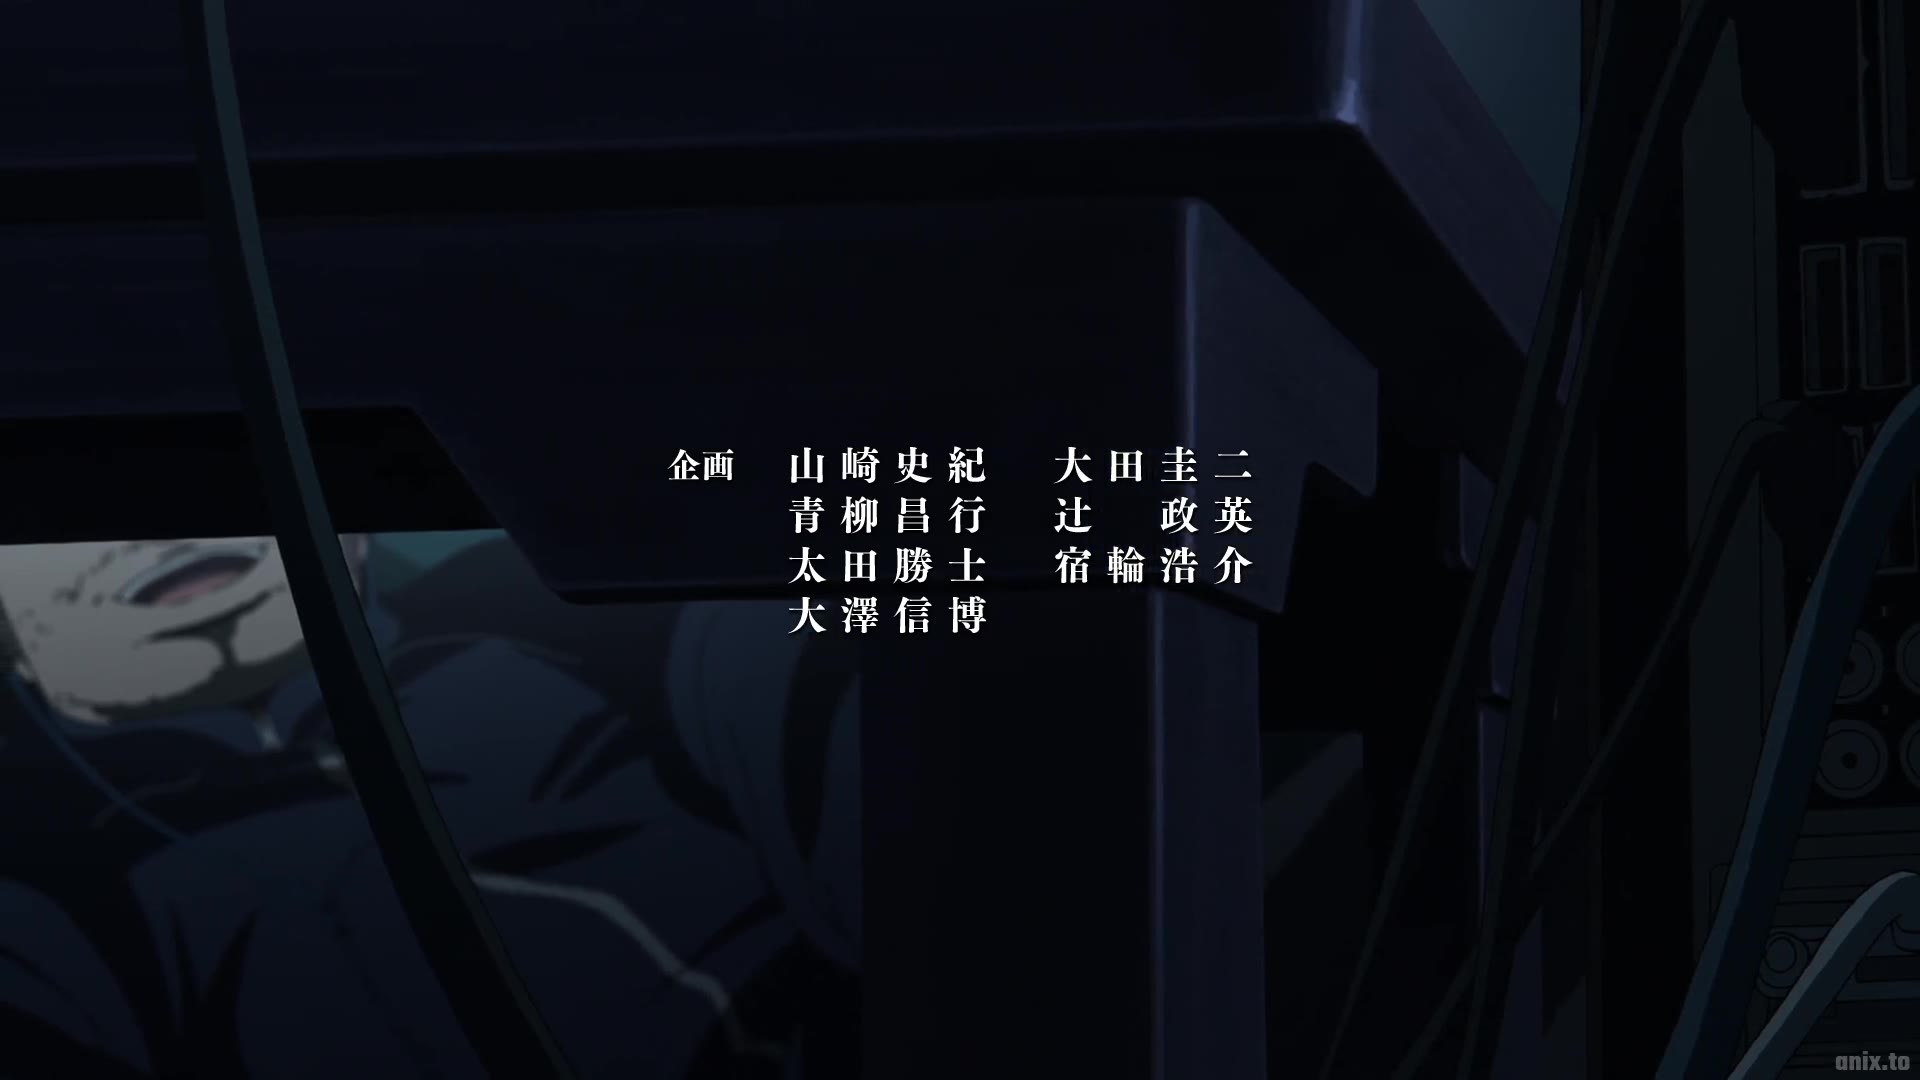 企画 山崎史紀 大田圭二
青柳昌行 辻 政英
太田勝士 宿輪浩介
大澤信博
anix.to